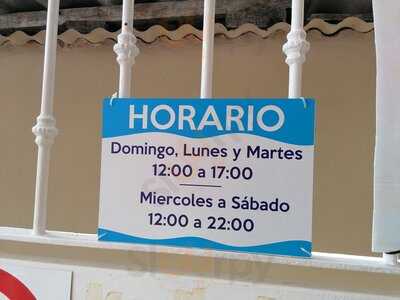 HORARIO
Domingo, Lunes y Martes
12:00 a 17:00
Miercoles a Sábado
12:00 a 22:00